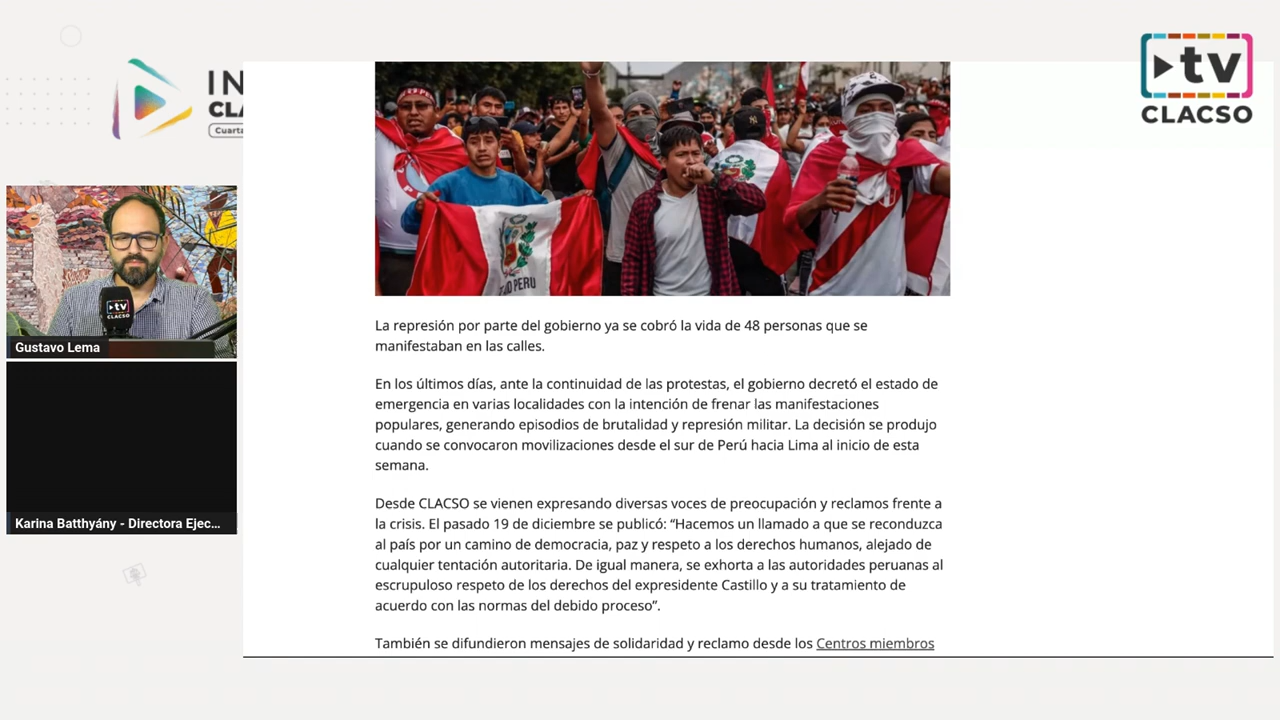 IN
CLA
Cuarta
tv
CLACSO
tv
CLACSO
Gustavo Lema
Karina Batthyány - Directora Ejec...
PERU
La represión por parte del gobierno ya se cobró la vida de 48 personas que se
manifestaban en las calles.
En los últimos días, ante la continuidad de las protestas, el gobierno decretó el estado de
emergencia en varias localidades con la intención de frenar las manifestaciones
populares, generando episodios de brutalidad y represión militar. La decisión se produjo
cuando se convocaron movilizaciones desde el sur de Perú hacia Lima al inicio de esta
semana.
Desde CLACSO se vienen expresando diversas voces de preocupación y reclamos frente a
la crisis. El pasado 19 de diciembre se publicó: “Hacemos un llamado a que se reconduzca
al país por un camino de democracia, paz y respeto a los derechos humanos, alejado de
cualquier tentación autoritaria. De igual manera, se exhorta a las autoridades peruanas al
escrupuloso respeto de los derechos del expresidente Castillo y a su tratamiento de
acuerdo con las normas del debido proceso”.
También se difundieron mensajes de solidaridad y reclamo desde los Centros miembros